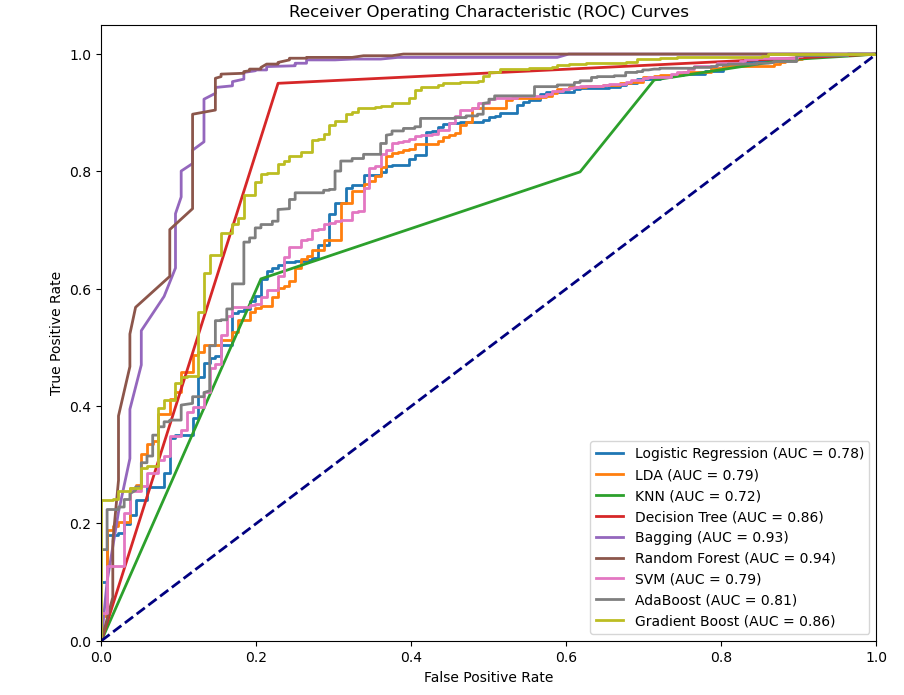 Receiver Operating Characteristic (ROC) Curves
True Positive Rate
1.0
0.8
0.6
0.4
0.2
0.0
Logistic Regression (AUC = 0.78)
LDA (AUC = 0.79)
KNN (AUC = 0.72)
Decision Tree (AUC = 0.86)
Bagging (AUC = 0.93)
Random Forest (AUC = 0.94)
SVM (AUC = 0.79)
AdaBoost (AUC = 0.81)
Gradient Boost (AUC = 0.86)
0.0 0.2 0.4 0.6 0.8 1.0
False Positive Rate